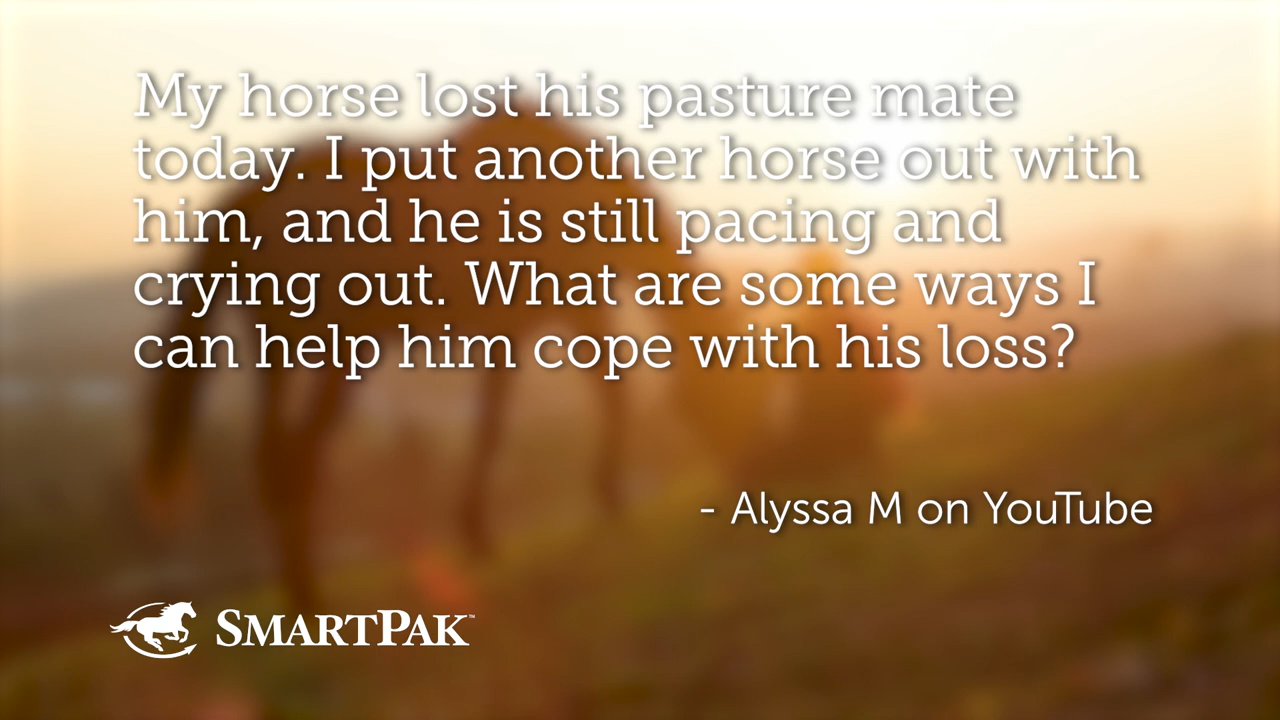 My horse lost his pasture mate
today. I put another horse out with
him, and he is still pacing and
crying out. What are some ways I
can help him cope with his loss?
- Alyssa M on YouTube
SMARTPAK™